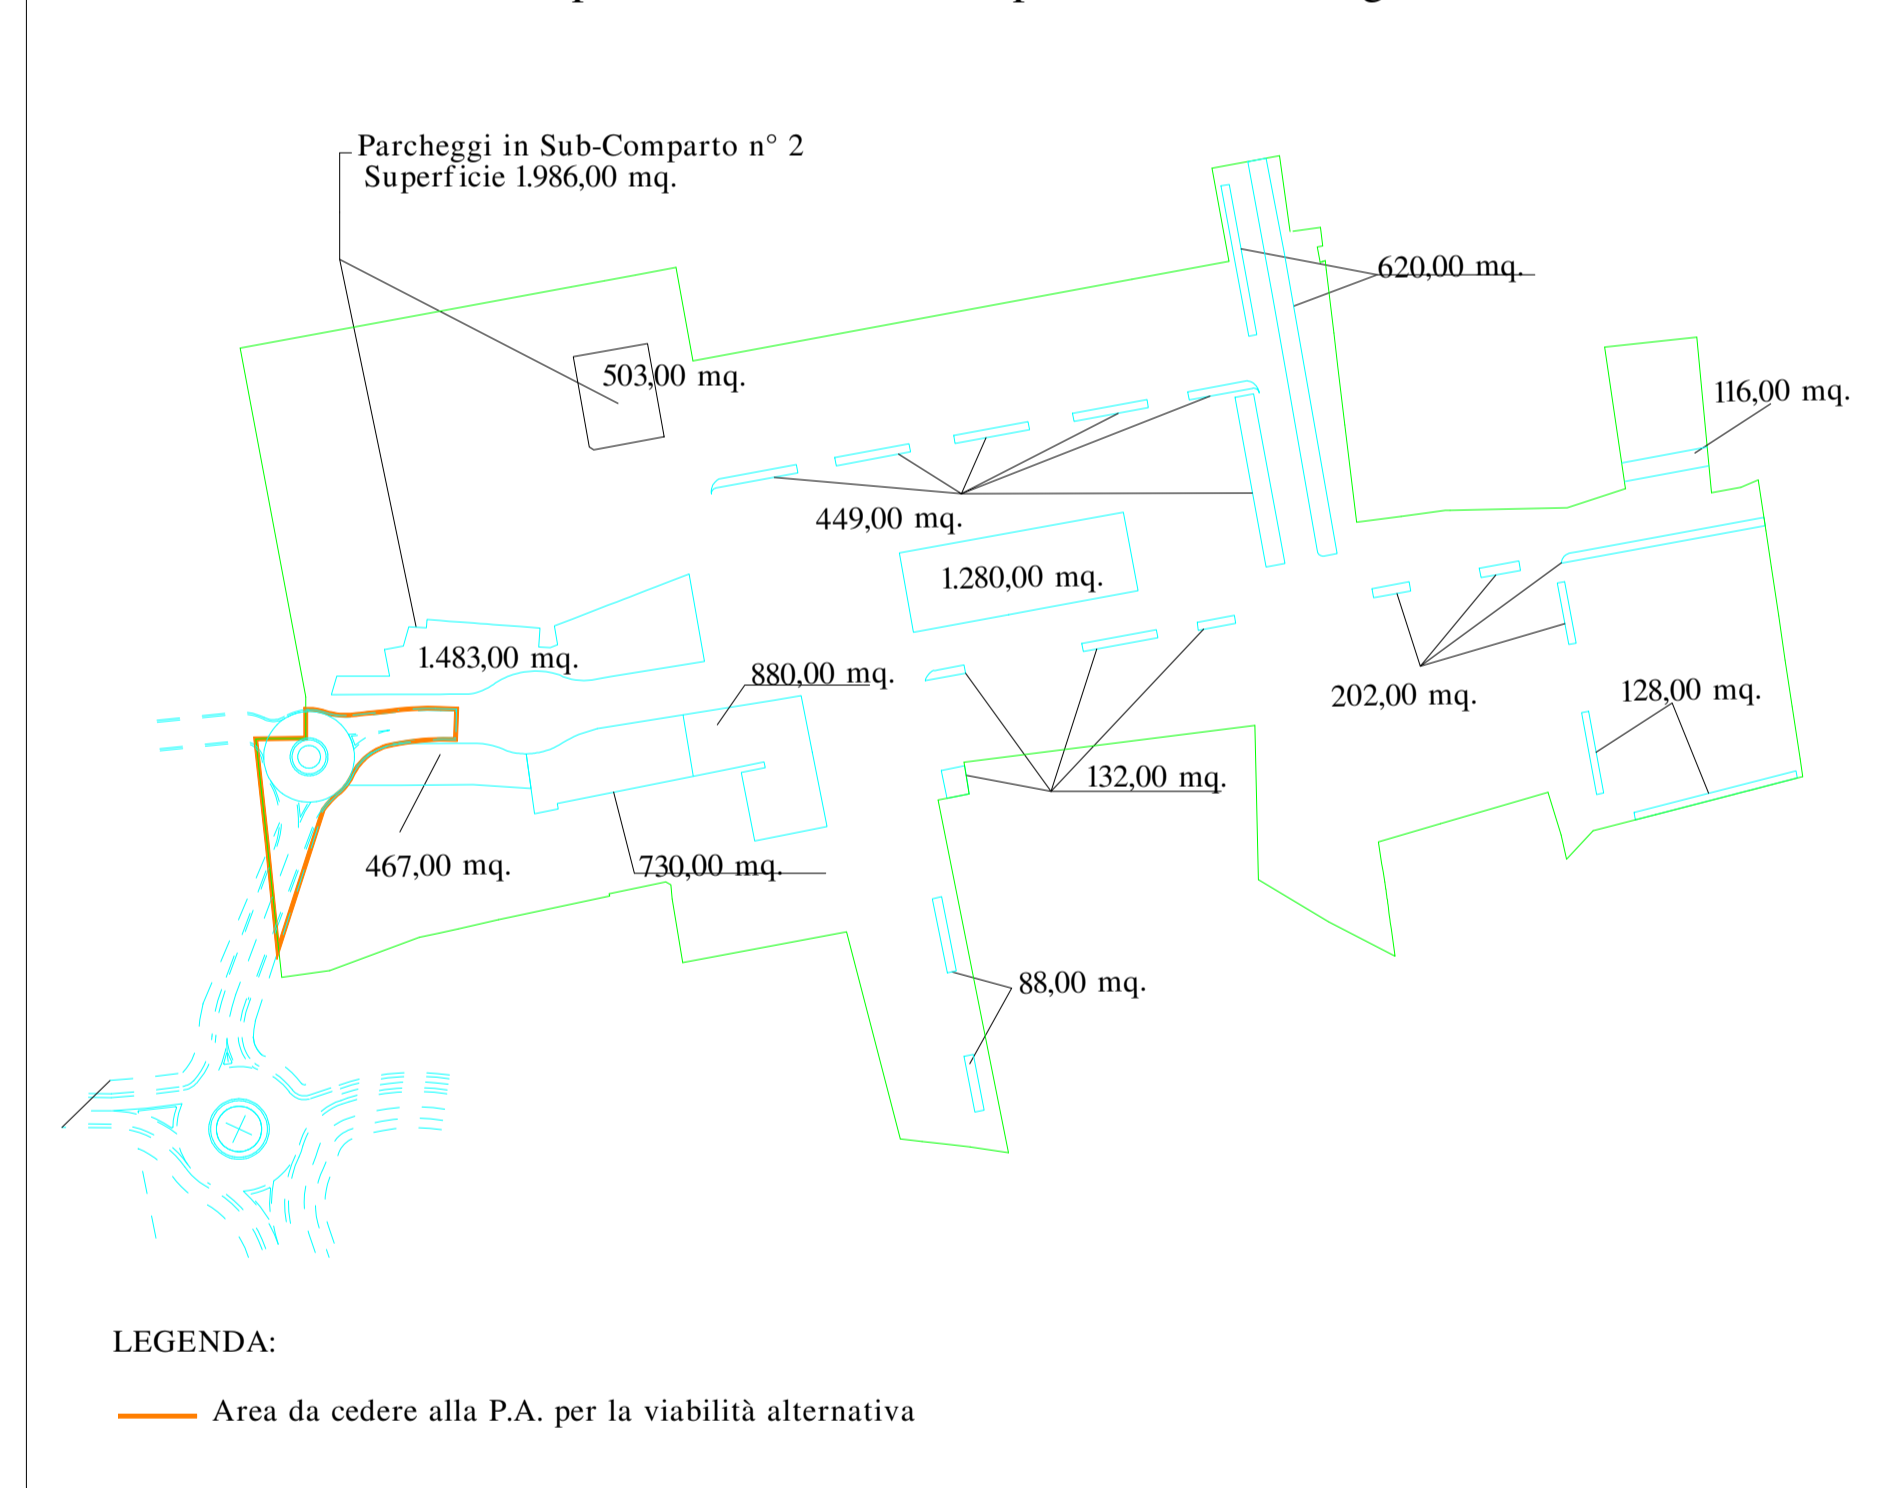 Parcheggi in Sub-Comparto n° 2
Superficie 1.986,00 mq.
620,00 mq.
503,00 mq.
116,00 mq.
449,00 mq.
1.280,00 mq.
1.483,00 mq.
880,00 mq.
202,00 mq.
128,00 mq.
132,00 mq.
467,00 mq.
730,00 mq.
88,00 mq.
LEGENDA:
Area da cedere alla P.A. per la viabilità alternativa